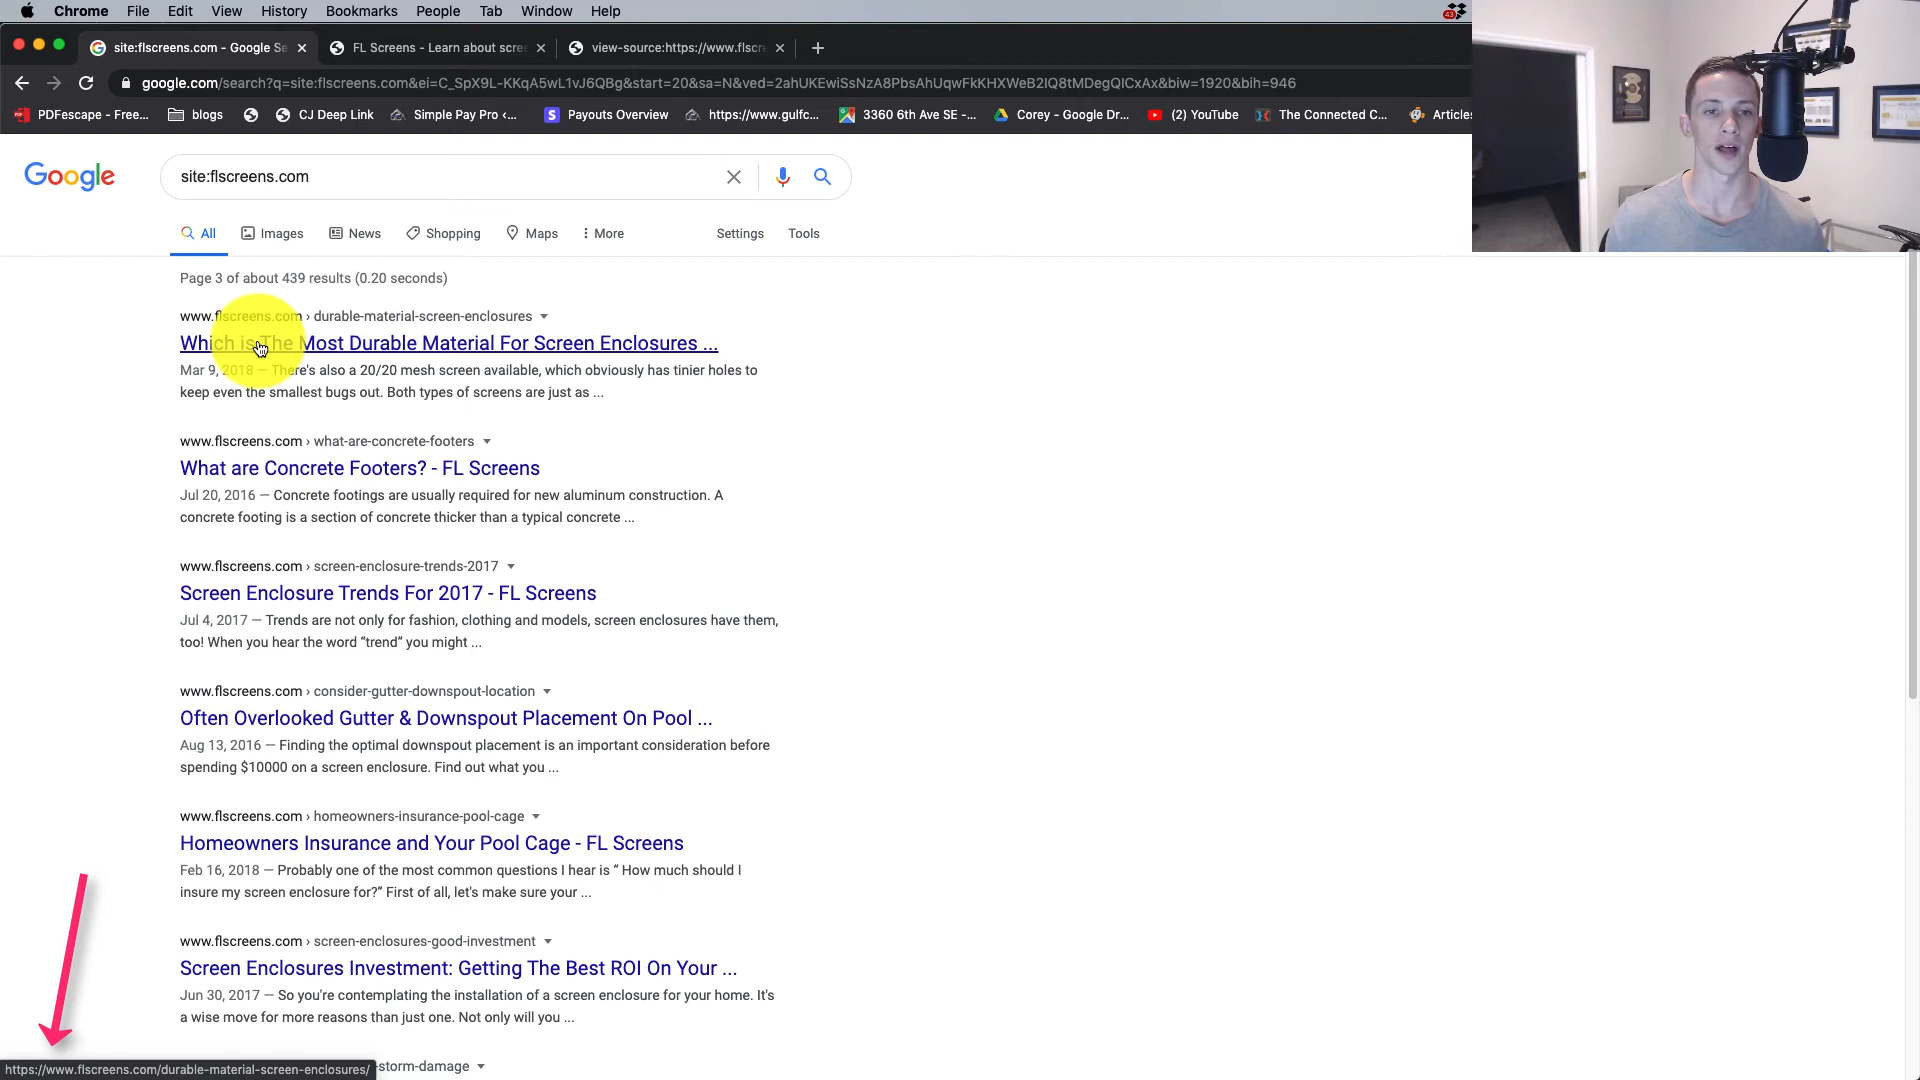 Chrome File Edit View History Bookmarks People Tab Window Help
43
site:flscreens.com - Google Se
FL Screens - Learn about scree
view-source:https://www.flscre
google.com/search?q=site:flscreens.com&ei=C_SpX9L-KKqA5wL1vJ6QBg&start=20&sa=N&ved=2ahUKEwiSsNzA8PbsAhUqwFkKHXWeB2IQ8tMDegQICxAx&biw=1920&bih=946
PDFescape - Free... blogs CJ Deep Link Simple Pay Pro ‹... Payouts Overview https://www.gulfc... 3360 6th Ave SE -... Corey - Google Dr... (2) YouTube The Connected C... Articles
Google
site:flscreens.com
All Images News Shopping Maps More Settings Tools
Page 3 of about 439 results (0.20 seconds)
www.flscreens.com › durable-material-screen-enclosures
Which is The Most Durable Material For Screen Enclosures ...
Mar 9, 2018 — There's also a 20/20 mesh screen available, which obviously has tinier holes to
keep even the smallest bugs out. Both types of screens are just as ...
www.flscreens.com › what-are-concrete-footers
What are Concrete Footers? - FL Screens
Jul 20, 2016 — Concrete footings are usually required for new aluminum construction. A
concrete footing is a section of concrete thicker than a typical concrete ...
www.flscreens.com › screen-enclosure-trends-2017
Screen Enclosure Trends For 2017 - FL Screens
Jul 4, 2017 — Trends are not only for fashion, clothing and models, screen enclosures have them,
too! When you hear the word “trend” you might ...
www.flscreens.com › consider-gutter-downspout-location
Often Overlooked Gutter & Downspout Placement On Pool ...
Aug 13, 2016 — Finding the optimal downspout placement is an important consideration before
spending $10000 on a screen enclosure. Find out what you ...
www.flscreens.com › homeowners-insurance-pool-cage
Homeowners Insurance and Your Pool Cage - FL Screens
Feb 16, 2018 — Probably one of the most common questions I hear is “ How much should I
insure my screen enclosure for?” First of all, let's make sure your ...
www.flscreens.com › screen-enclosures-good-investment
Screen Enclosures Investment: Getting The Best ROI On Your ...
Jun 30, 2017 — So you're contemplating the installation of a screen enclosure for your home. It's
a wise move for more reasons than just one. Not only will you ...
-storm-damage
https://www.flscreens.com/durable-material-screen-enclosures/